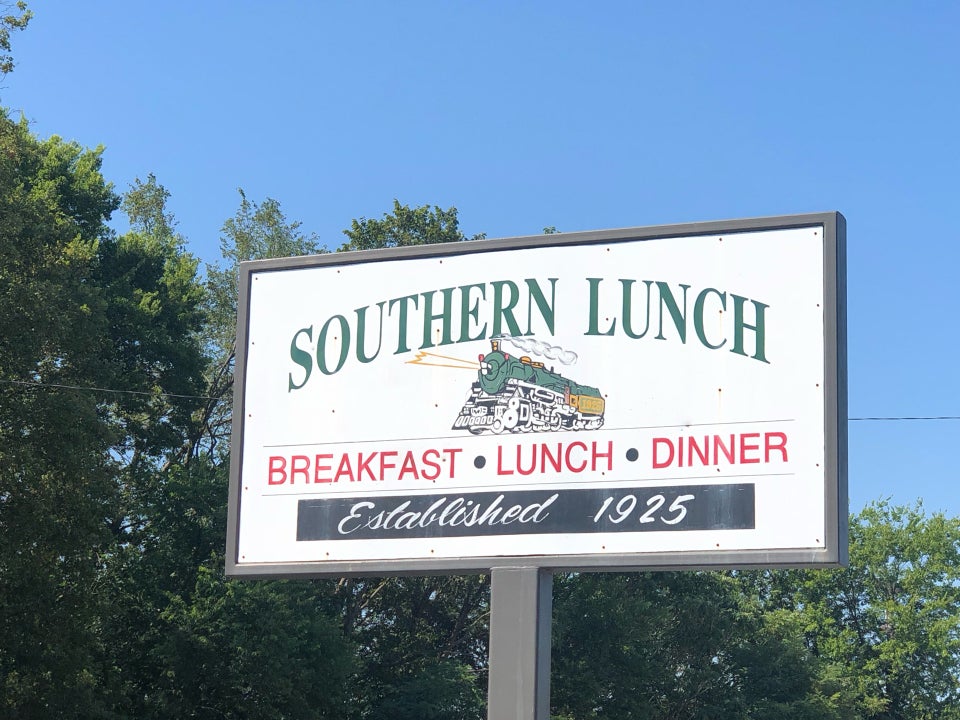 SOUTHERN LUNCH
BREAKFAST • LUNCH • DINNER
Established 1925